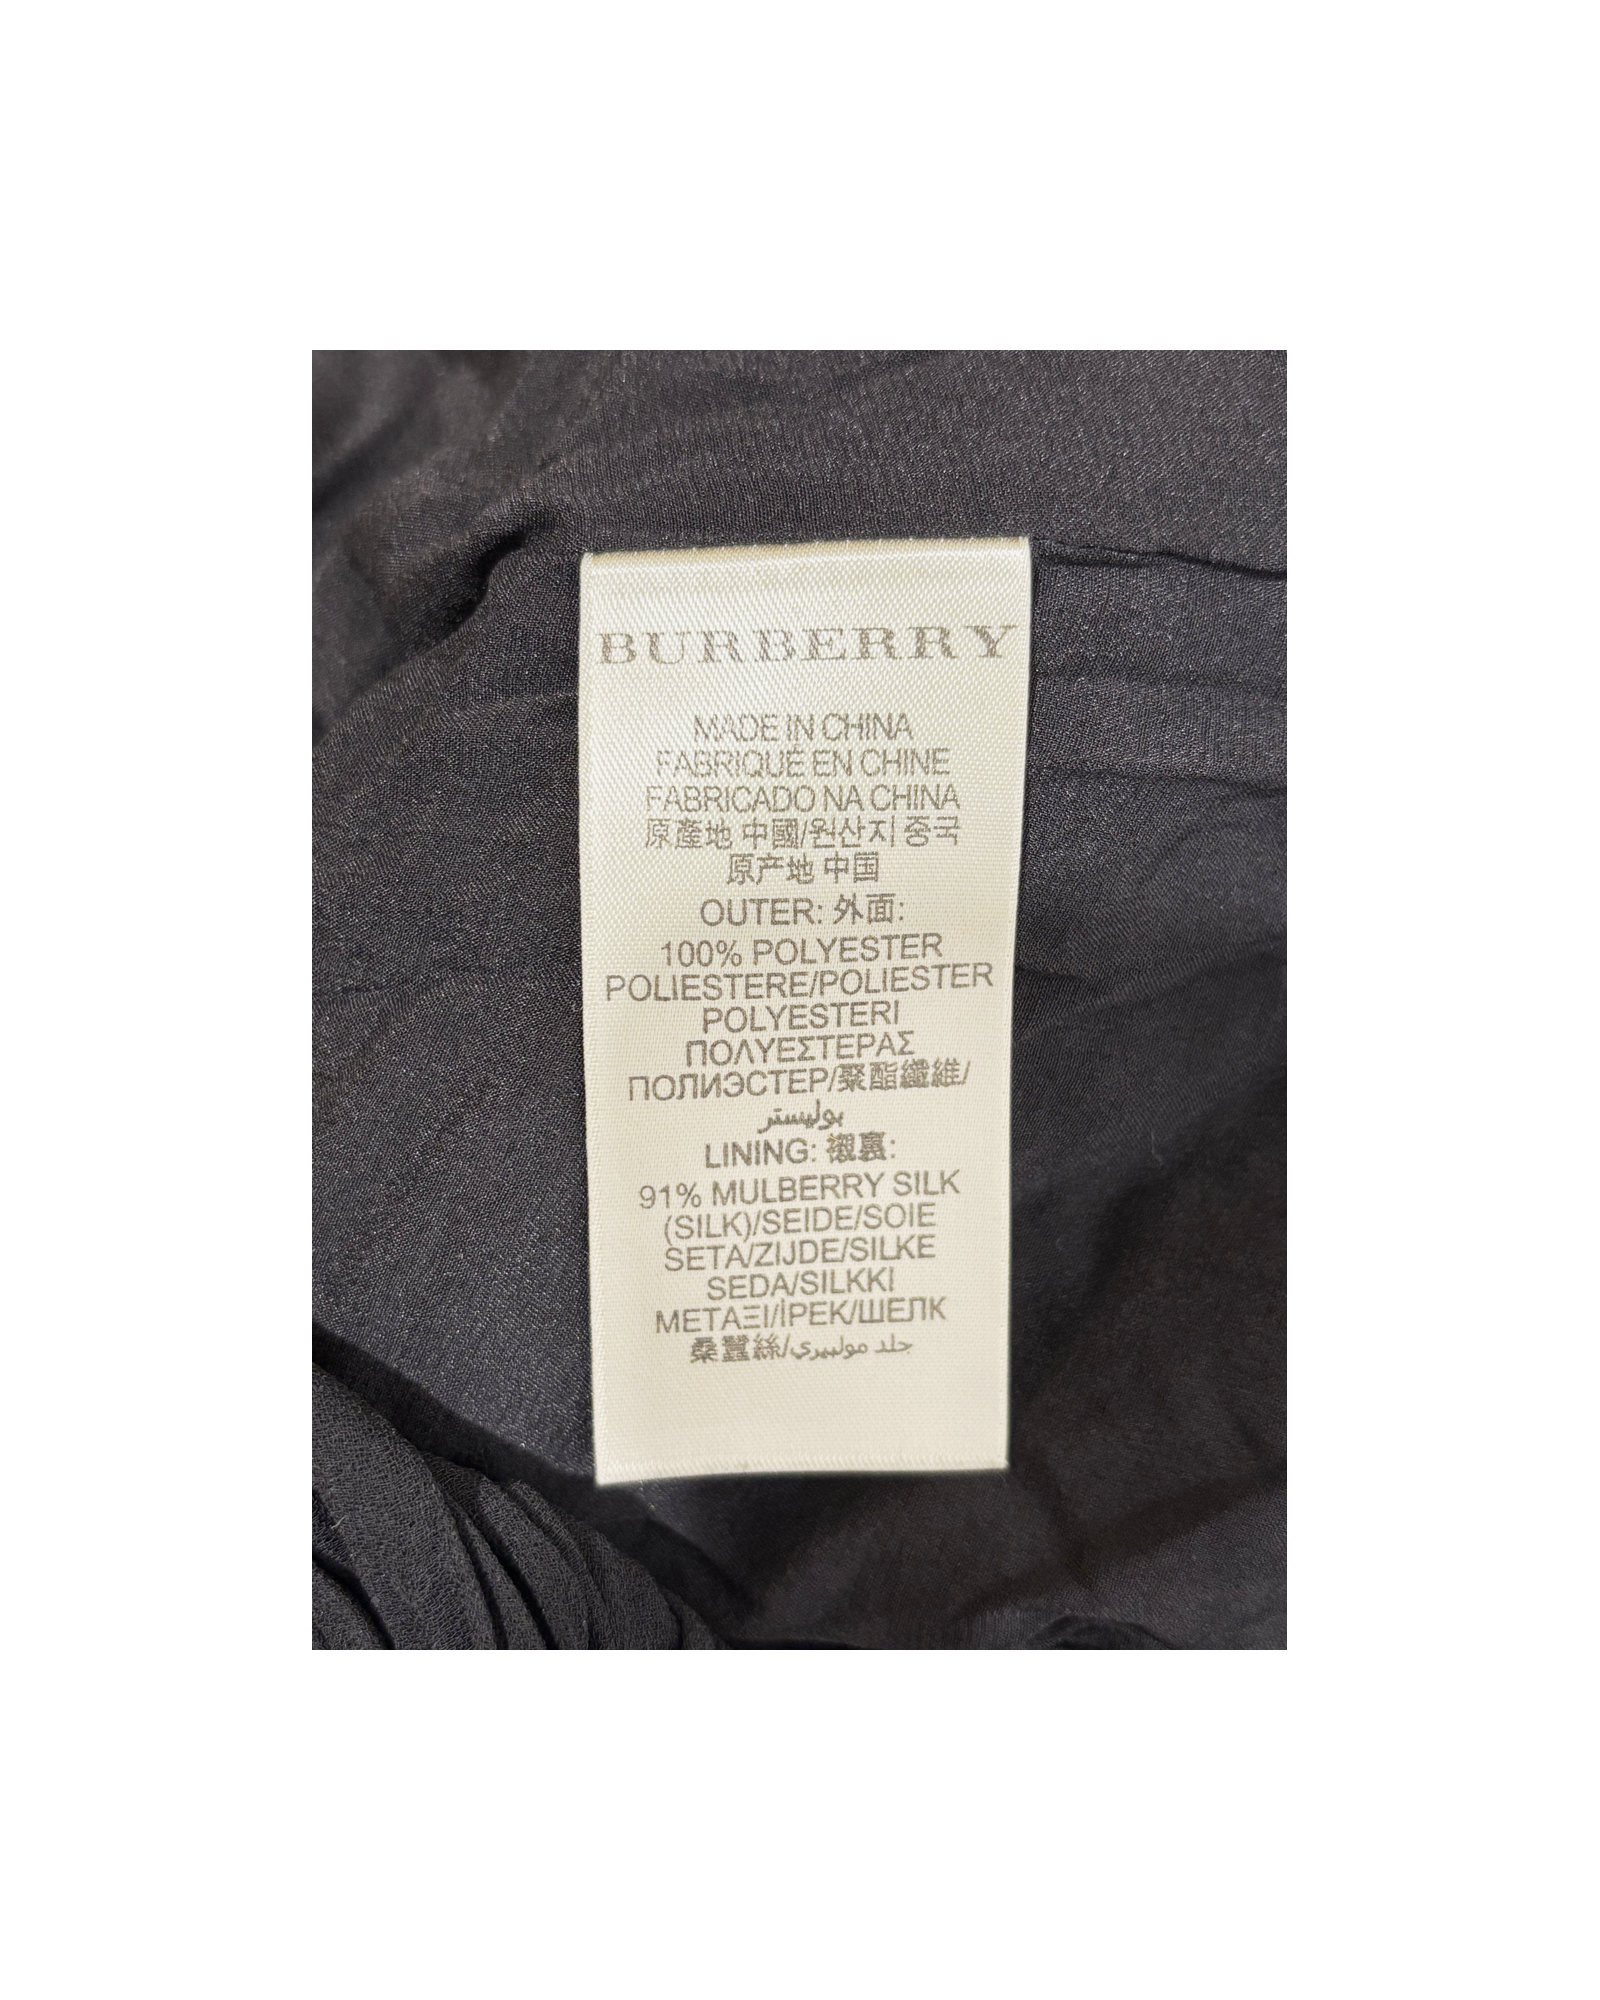 BURBERRY
MADE IN CHINA
FABRIQUÉ EN CHINE
FABRICADO NA CHINA
原產地 中國/원산지 중국
原产地 中国
OUTER: 外面:
100% POLYESTER
POLIESTERE/POLIESTER
POLYESTERI
ΠΟΛΥΕΣΤΕΡΑΣ
ПОЛИЭСТЕР/聚酯纖維/
بوليستر
LINING: 襯裏:
91% MULBERRY SILK
(SILK)/SEIDE/SOIE
SETA/ZIJDE/SILKE
SEDA/SILKKI
ΜΕΤΑΞΙ/İPEK/ШЕЛК
桑蠶絲/جلد مولبيري